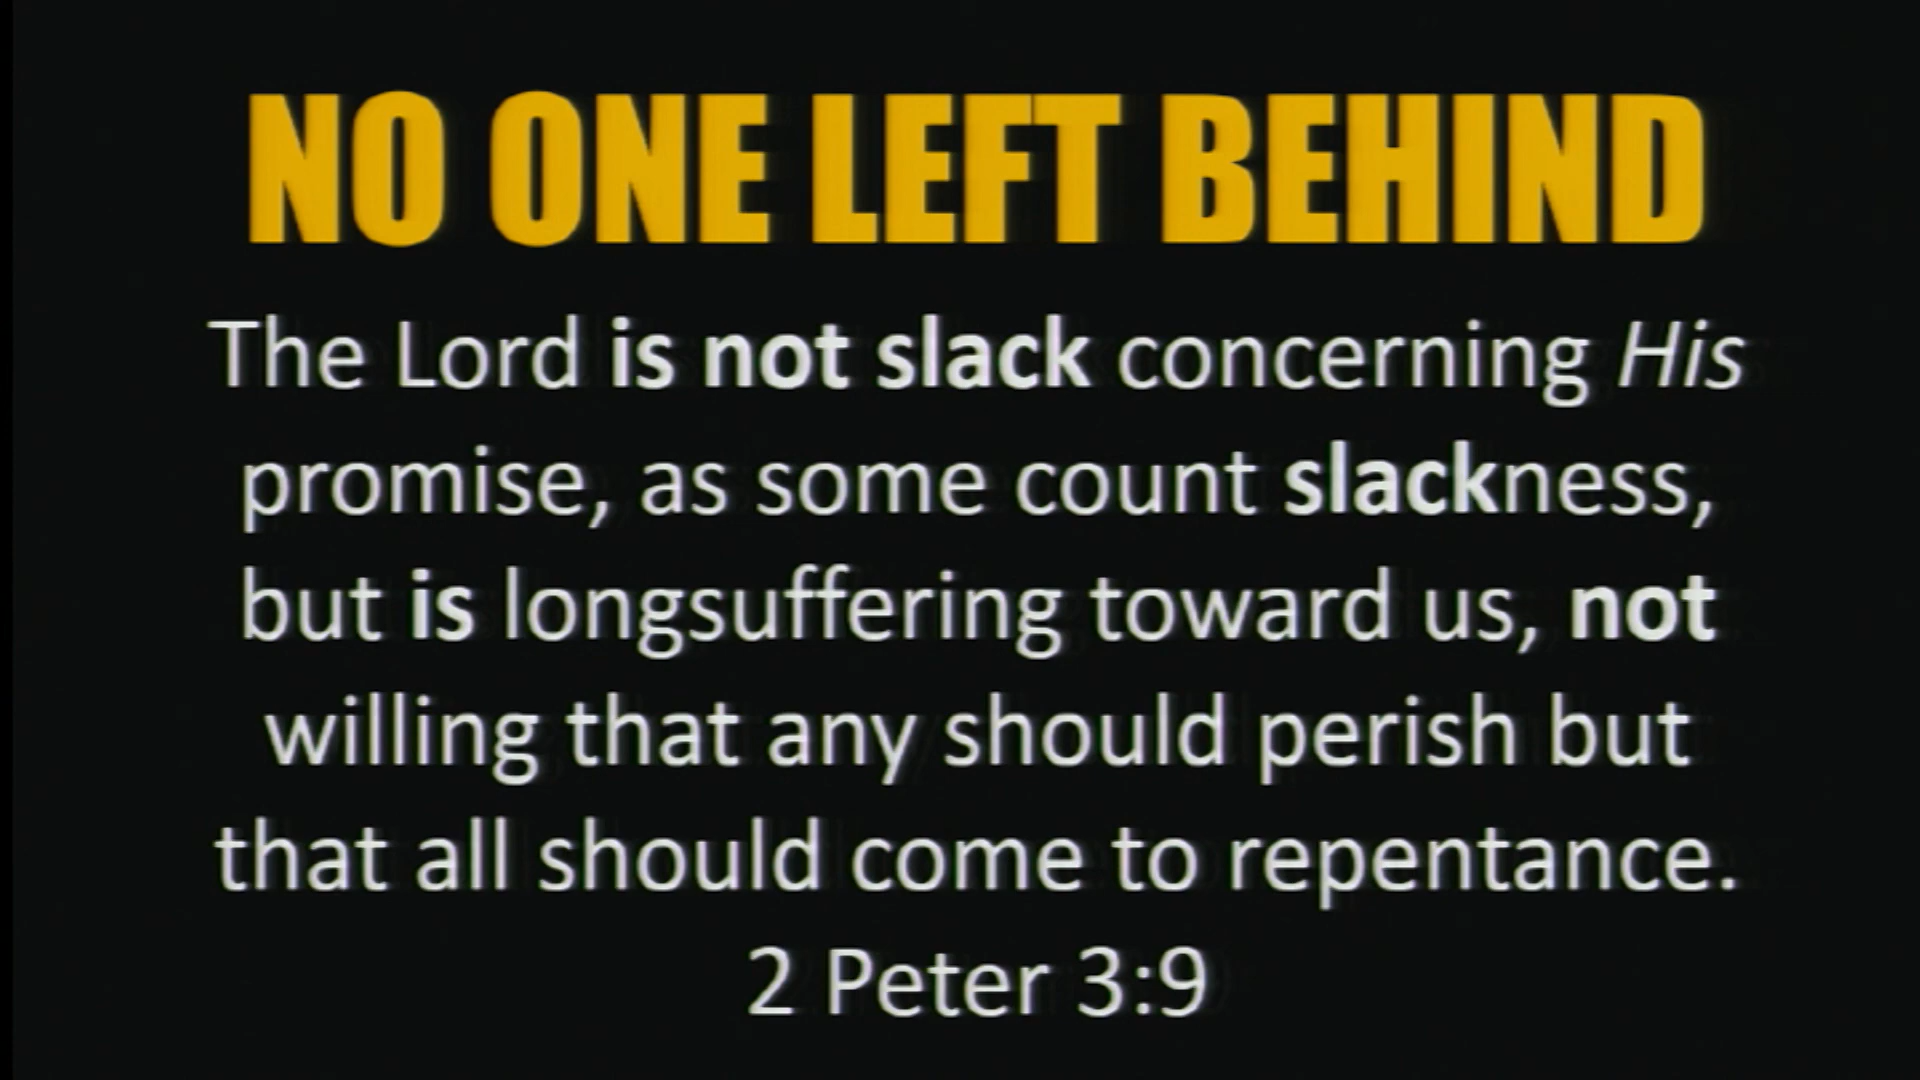 NO ONE LEFT BEHIND
The Lord is not slack concerning His
promise, as some count slackness,
but is longsuffering toward us, not
willing that any should perish but
that all should come to repentance.
2 Peter 3:9